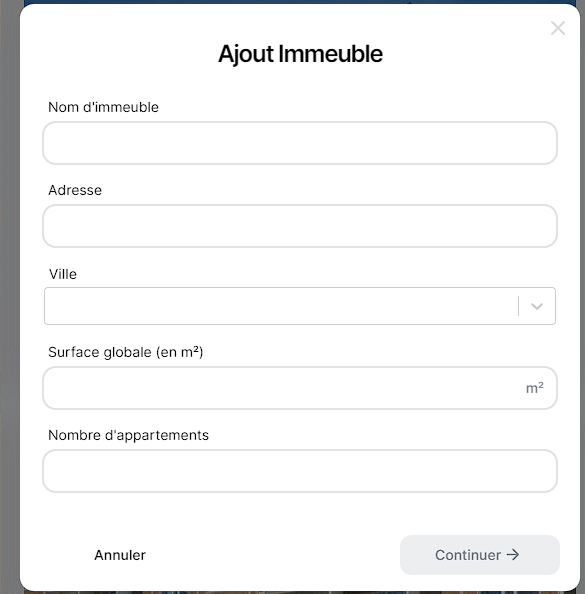 Ajout Immeuble
Nom d'immeuble
Adresse
Ville
Surface globale (en m²)
m²
Nombre d'appartements
Annuler
Continuer →